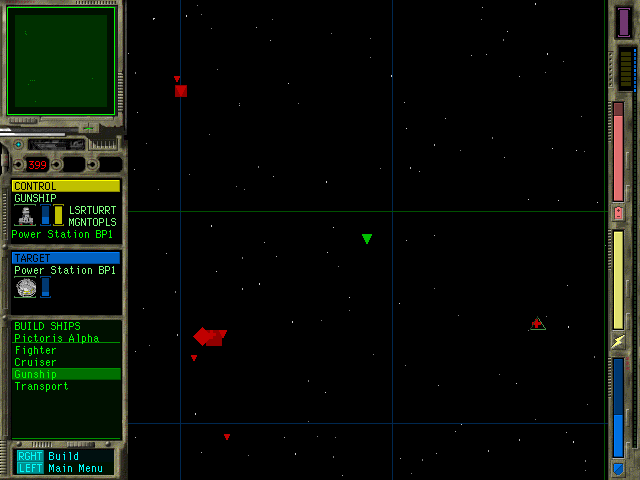 399
CONTROL
GUNSHIP
LSRTURRT
MGNTOPLS
Power Station BP1
TARGET
Power Station BP1
BUILD SHIPS
Pictoris Alpha
Fighter
Cruiser
Gunship
Transport
RGHT Build
LEFT Main Menu